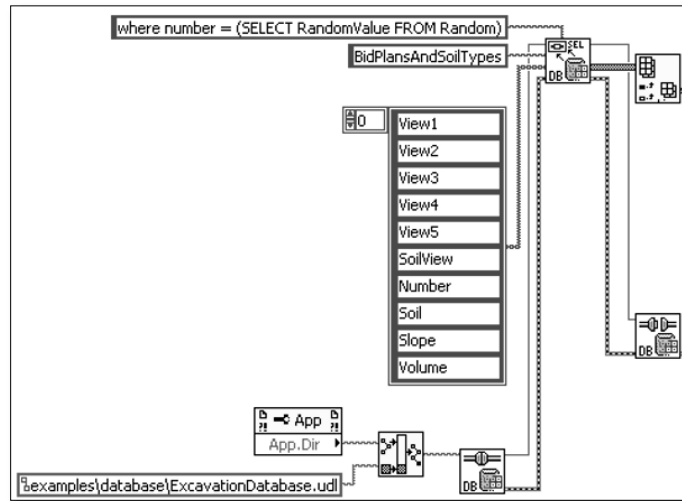 where number = (SELECT RandomValue FROM Random)
SEL
DB
BidPlansAndSoilTypes
0
View1
View2
View3
View4
View5
SoilView
Number
Soil
Slope
Volume
DB
App
App.Dir
examples\database\ExcavationDatabase.udl
DB